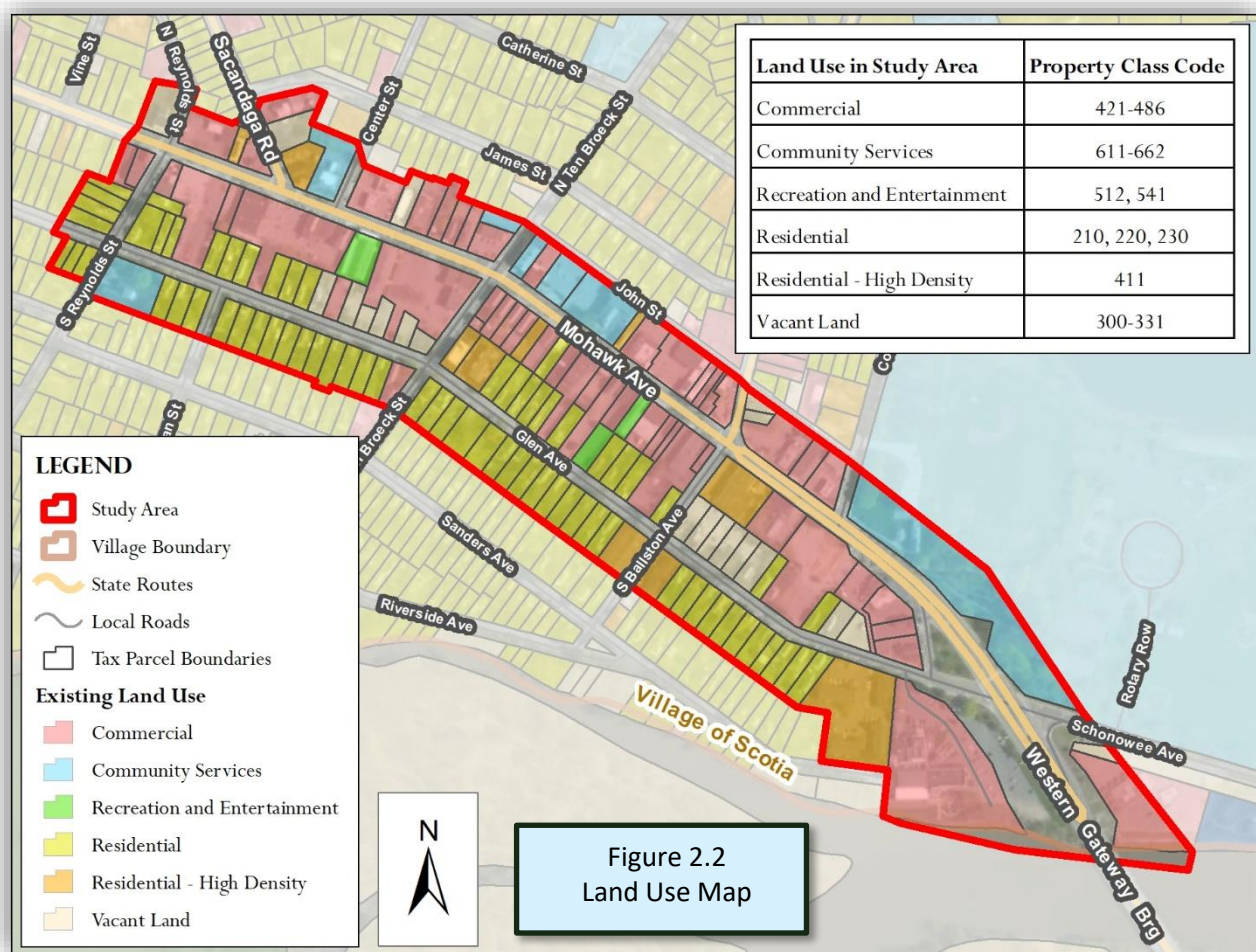 Land Use in Study Area Property Class Code
Commercial 421-486
Community Services 611-662
Recreation and Entertainment 512, 541
Residential 210, 220, 230
Residential - High Density 411
Vacant Land 300-331
Vine St
N Reynolds St
Sacandaga Rd
Center St
Catherine St
James St
N Ten Broeck St
S Reynolds St
John St
Mohawk Ave
Co
an St
Broeck St
Glen Ave
Sanders Ave
S Ballston Ave
Riverside Ave
Village of Scotia
Rotary Row
Schonowee Ave
Western Gateway Brg
LEGEND
Study Area
Village Boundary
State Routes
Local Roads
Tax Parcel Boundaries
Existing Land Use
Commercial
Community Services
Recreation and Entertainment
Residential
Residential - High Density
Vacant Land
N
Figure 2.2
Land Use Map